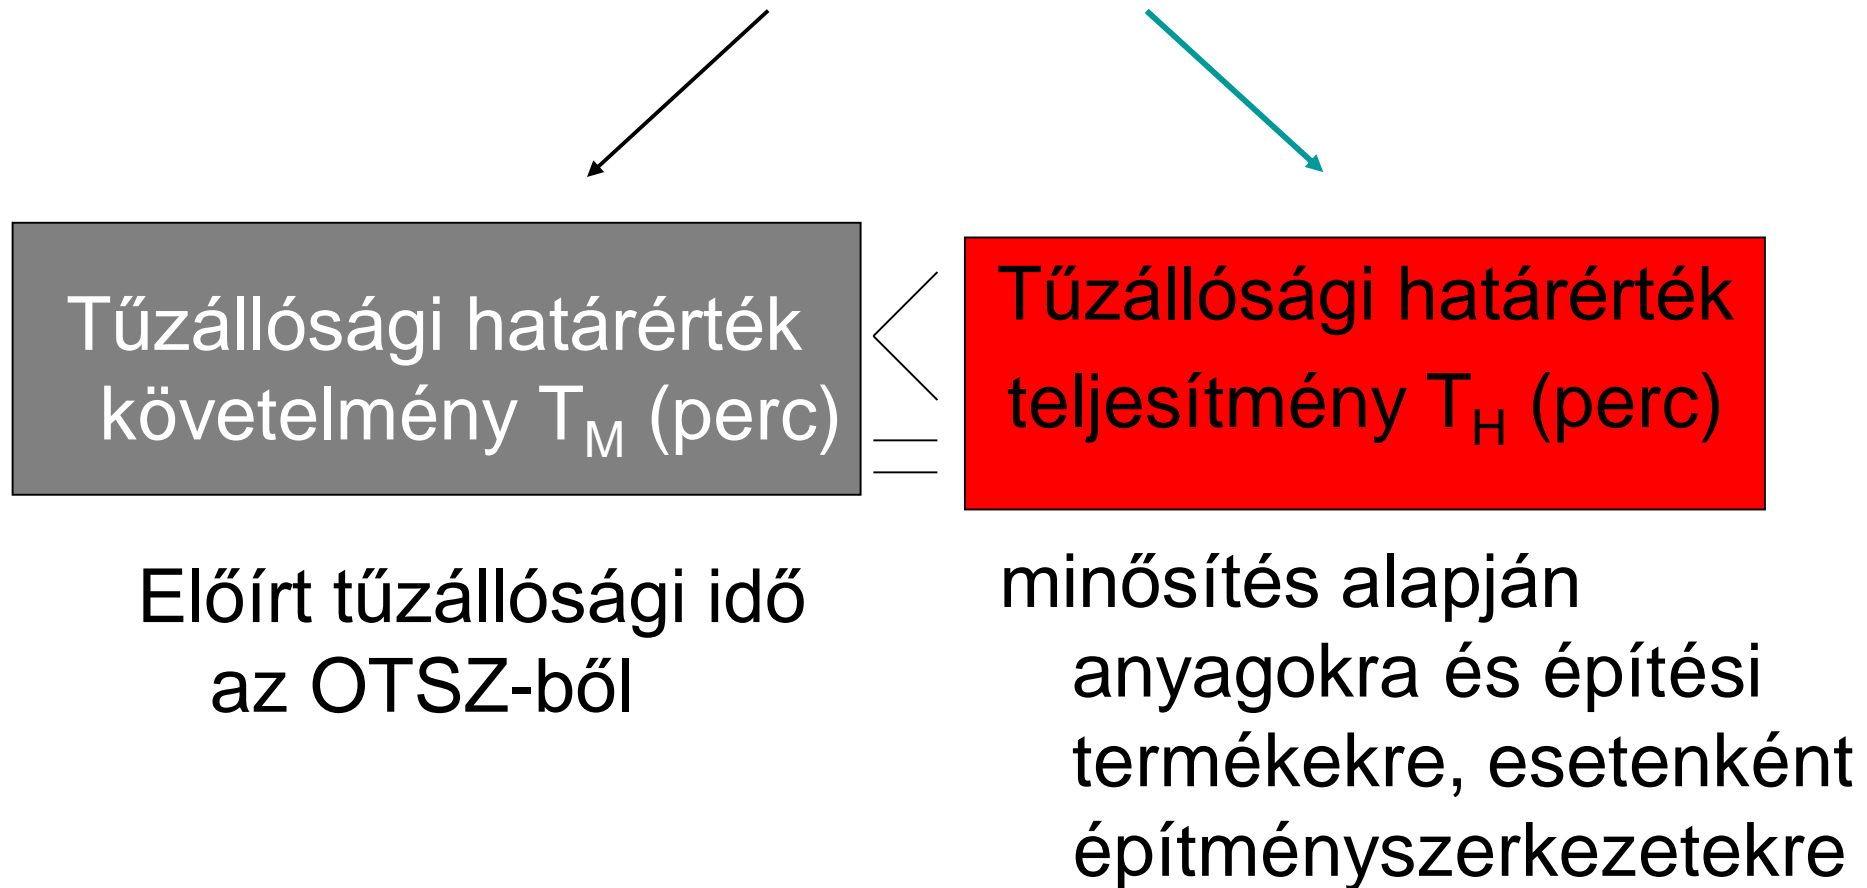 Tűzállósági határérték
követelmény TM (perc)
Tűzállósági határérték
teljesítmény TH (perc)
Előírt tűzállósági idő
az OTSZ-ből
minősítés alapján
anyagokra és építési
termékekre, esetenként
építményszerkezetekre